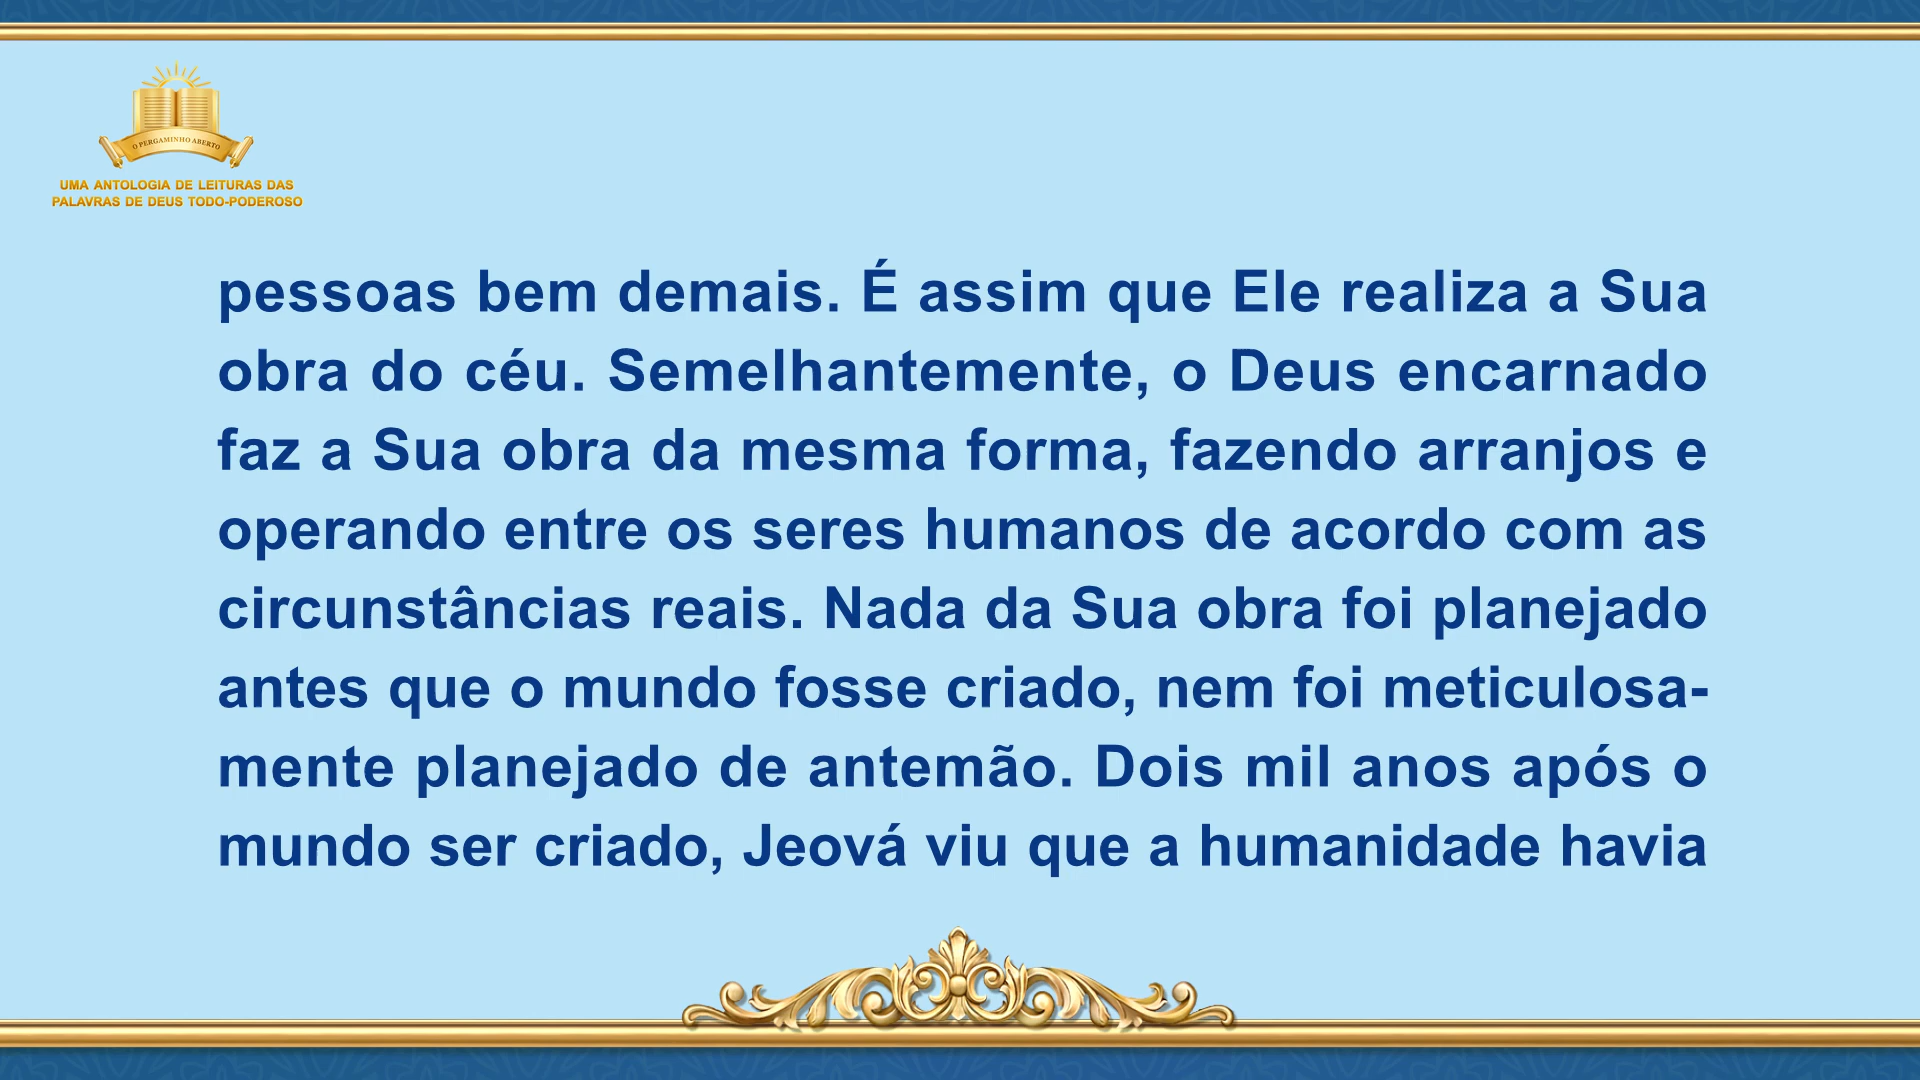 O PERGAMINHO ABERTO
UMA ANTOLOGIA DE LEITURAS DAS
PALAVRAS DE DEUS TODO-PODEROSO
pessoas bem demais. É assim que Ele realiza a Sua
obra do céu. Semelhantemente, o Deus encarnado
faz a Sua obra da mesma forma, fazendo arranjos e
operando entre os seres humanos de acordo com as
circunstâncias reais. Nada da Sua obra foi planejado
antes que o mundo fosse criado, nem foi meticulosa-
mente planejado de antemão. Dois mil anos após o
mundo ser criado, Jeová viu que a humanidade havia